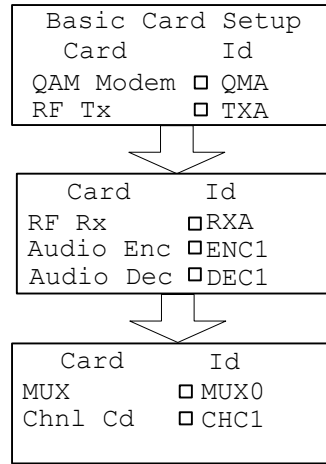 Basic Card Setup
Card Id
QAM Modem □ QMA
RF Tx □ TXA
Card Id
RF Rx □ RXA
Audio Enc □ ENC1
Audio Dec □ DEC1
Card Id
MUX □ MUX0
Chnl Cd □ CHC1